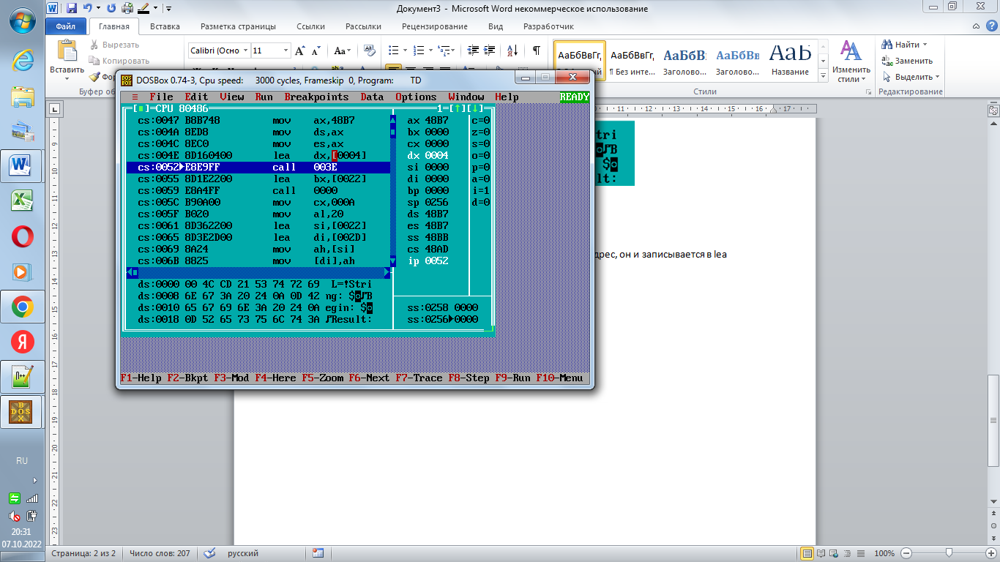 Документ3 - Microsoft Word некоммерческое использование
Файл Главная Вставка Разметка страницы Ссылки Рассылки Рецензирование Вид Разработчик
Вставить
Вырезать
Копировать
Calibri (Осно 11
АаБбВвГг, АаБбВвГг, АаБбВ АаБбВв АаБ
¶ Без инте... Заголово... Заголово... Название
Изменить стили
Найти
Заменить
Выделить
Стили
Редактирование
DOSBox 0.74-3, Cpu speed: 3000 cycles, Frameskip 0, Program: TD
≡ File Edit View Run Breakpoints Data Options Window Help READY
[■]=CPU 80486 1=[↑][↓]
cs:0047 B8B748 mov ax,48B7 ax 48B7 c=0
cs:004A 8ED8 mov ds,ax bx 0000 z=0
cs:004C 8EC0 mov es,ax cx 0000 s=0
cs:004E 8D160400 lea dx,[0004] dx 0004 o=0
cs:0052►E8E9FF call 003E si 0000 p=0
cs:0055 8D1E2200 lea bx,[0022] di 0000 a=0
cs:0059 E8A4FF call 0000 bp 0000 i=1
cs:005C B90A00 mov cx,000A sp 0256 d=0
cs:005F B020 mov al,20 ds 48B7
cs:0061 8D362200 lea si,[0022] es 48B7
cs:0065 8D3E2D00 lea di,[002D] ss 48BB
cs:0069 8A24 mov ah,[si] cs 48AD
cs:006B 8825 mov [di],ah ip 0052
ds:0000 00 4C CD 21 53 74 72 69 L=!Stri
ds:0008 6E 67 3A 20 24 0A 0D 42 ng: $◙♪B
ds:0010 65 67 69 6E 3A 20 24 0A egin: $◙ ss:0258 0000
ds:0018 0D 52 65 73 75 6C 74 3A ♪Result: ss:0256►0000
F1-Help F2-Bkpt F3-Mod F4-Here F5-Zoom F6-Next F7-Trace F8-Step F9-Run F10-Menu
tri
◙♪B
$◙
lt:
дрес, он и записывается в lea
RU
20:31
07.10.2022
Страница: 2 из 2 Число слов: 207 русский 100%